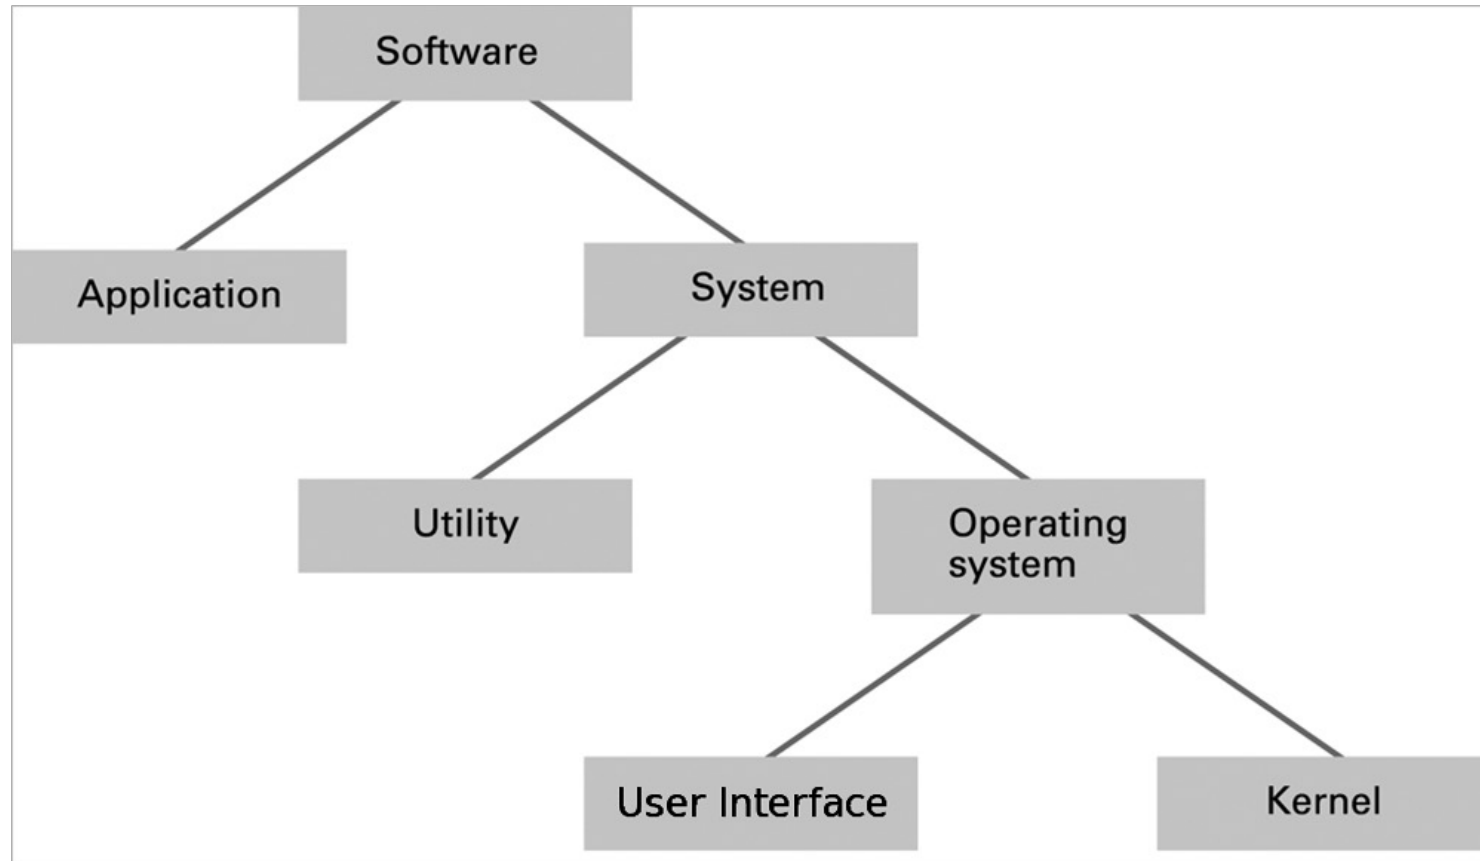 Software
Application
System
Utility
Operating
system
User Interface
Kernel